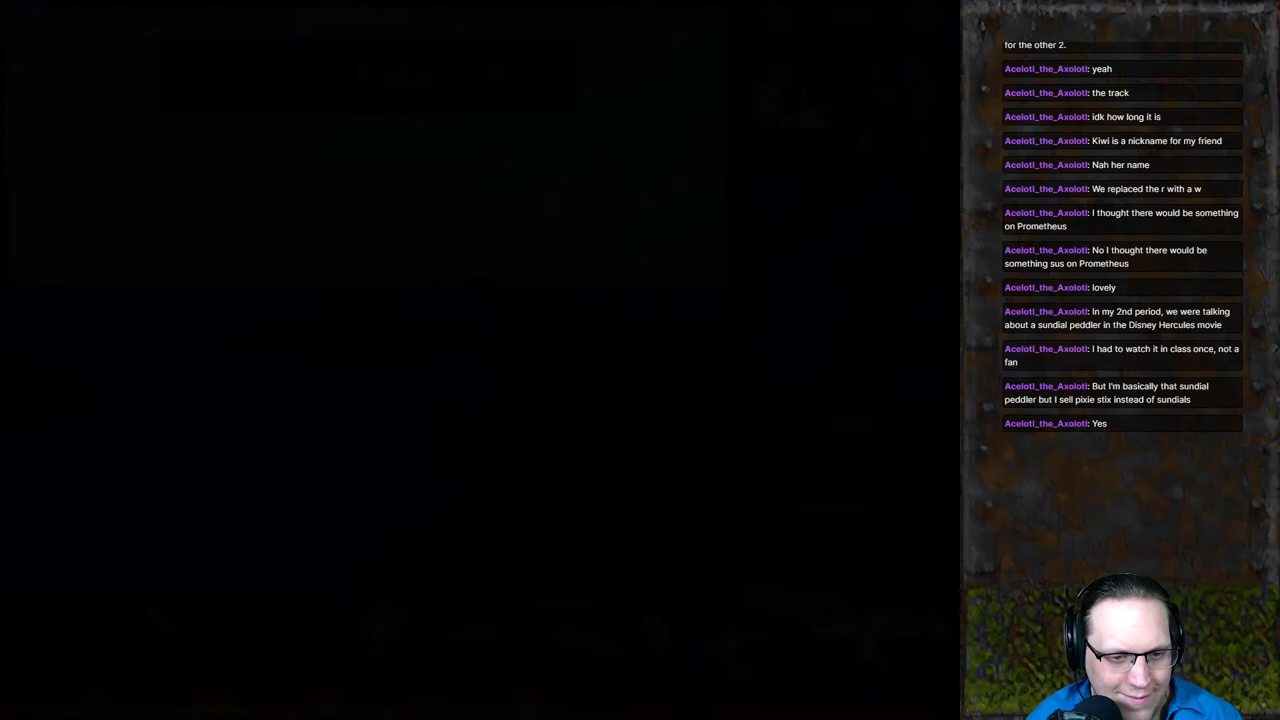 for the other 2.
Acelotl_the_Axolotl: yeah
Acelotl_the_Axolotl: the track
Acelotl_the_Axolotl: idk how long it is
Acelotl_the_Axolotl: Kiwi is a nickname for my friend
Acelotl_the_Axolotl: Nah her name
Acelotl_the_Axolotl: We replaced the r with a w
Acelotl_the_Axolotl: I thought there would be something
on Prometheus
Acelotl_the_Axolotl: No I thought there would be
something sus on Prometheus
Acelotl_the_Axolotl: lovely
Acelotl_the_Axolotl: In my 2nd period, we were talking
about a sundial peddler in the Disney Hercules movie
Acelotl_the_Axolotl: I had to watch it in class once, not a
fan
Acelotl_the_Axolotl: But I'm basically that sundial
peddler but I sell pixie stix instead of sundials
Acelotl_the_Axolotl: Yes